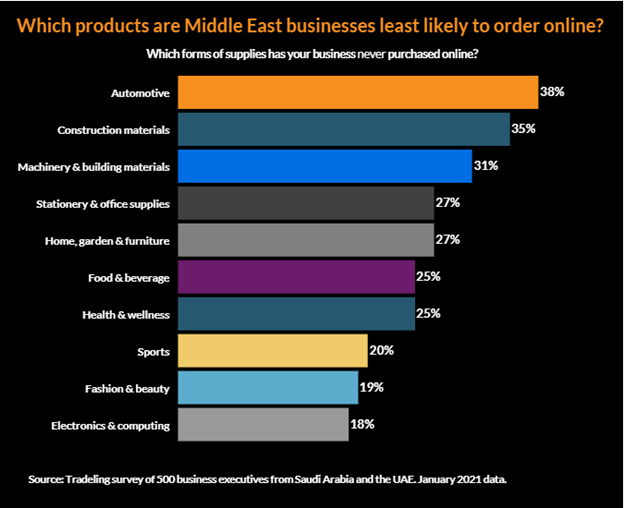 Which products are Middle East businesses least likely to order online?
Which forms of supplies has your business never purchased online?
Automotive 38%
Construction materials 35%
Machinery & building materials 31%
Stationery & office supplies 27%
Home, garden & furniture 27%
Food & beverage 25%
Health & wellness 25%
Sports 20%
Fashion & beauty 19%
Electronics & computing 18%
Source: Tradeling survey of 500 business executives from Saudi Arabia and the UAE. January 2021 data.